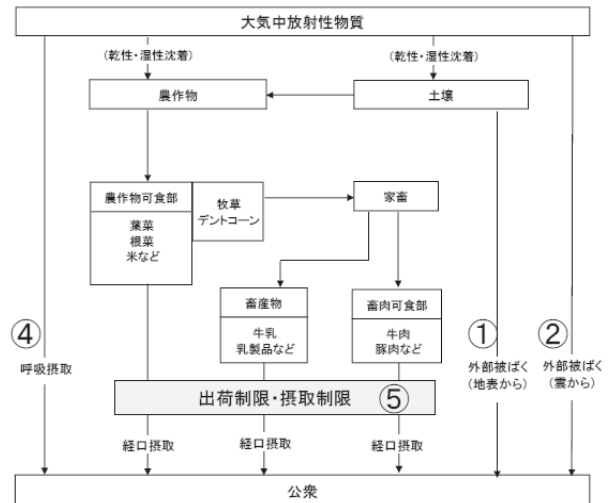 大気中放射性物質
(乾性・湿性沈着)
(乾性・湿性沈着)
農作物
土壌
農作物可食部
葉菜
根菜
米など
牧草
デントコーン
家畜
畜産物
牛乳
乳製品など
畜肉可食部
牛肉
豚肉など
④
呼吸摂取
①
外部被ばく
(地表から)
②
外部被ばく
(雲から)
出荷制限・摂取制限 ⑤
経口摂取
経口摂取
経口摂取
公衆